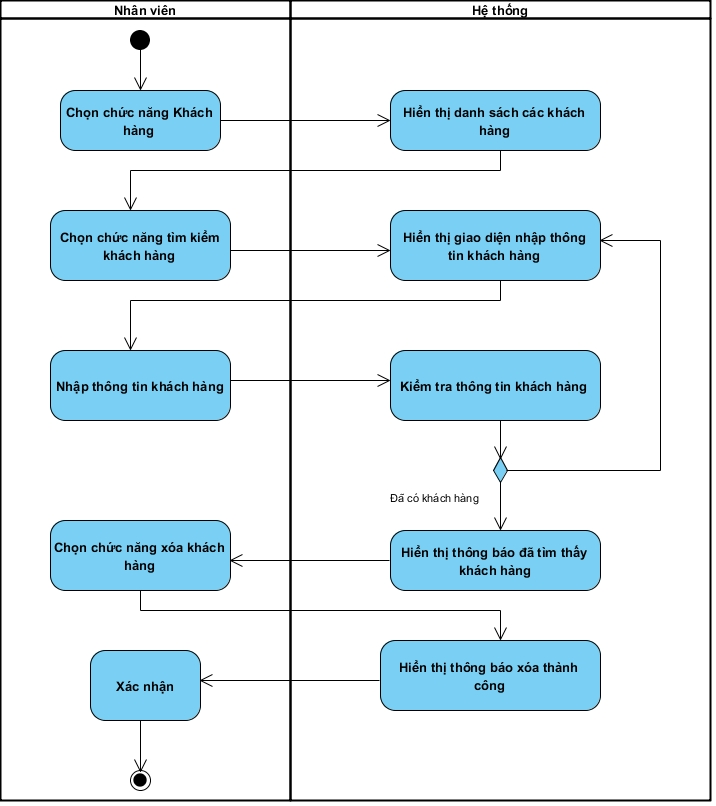 Nhân viên
Hệ thống
Chọn chức năng Khách
hàng
Hiển thị danh sách các khách
hàng
Chọn chức năng tìm kiếm
khách hàng
Hiển thị giao diện nhập thông
tin khách hàng
Nhập thông tin khách hàng
Kiểm tra thông tin khách hàng
Đã có khách hàng
Chọn chức năng xóa khách
hàng
Hiển thị thông báo đã tìm thấy
khách hàng
Hiển thị thông báo xóa thành
công
Xác nhận